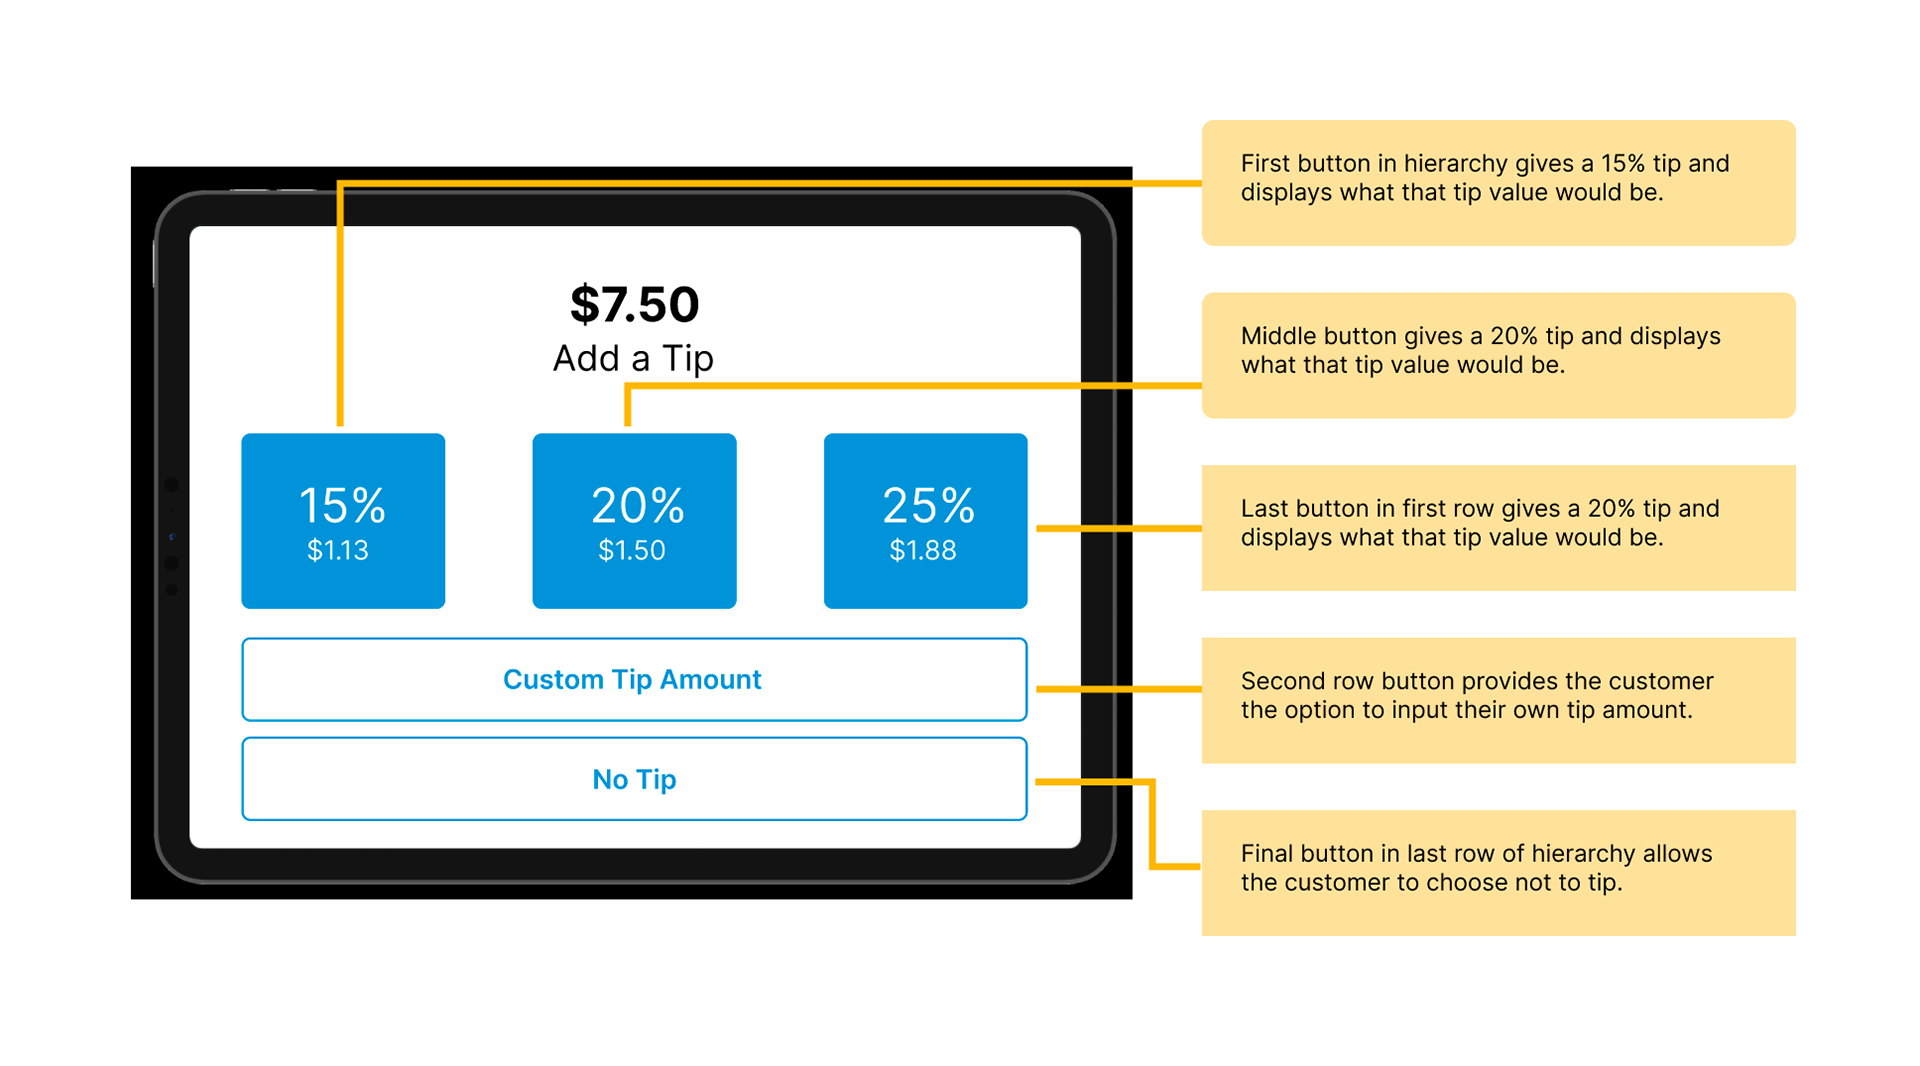 $7.50
Add a Tip
15%
$1.13
20%
$1.50
25%
$1.88
Custom Tip Amount
No Tip
First button in hierarchy gives a 15% tip and
displays what that tip value would be.
Middle button gives a 20% tip and displays
what that tip value would be.
Last button in first row gives a 20% tip and
displays what that tip value would be.
Second row button provides the customer
the option to input their own tip amount.
Final button in last row of hierarchy allows
the customer to choose not to tip.